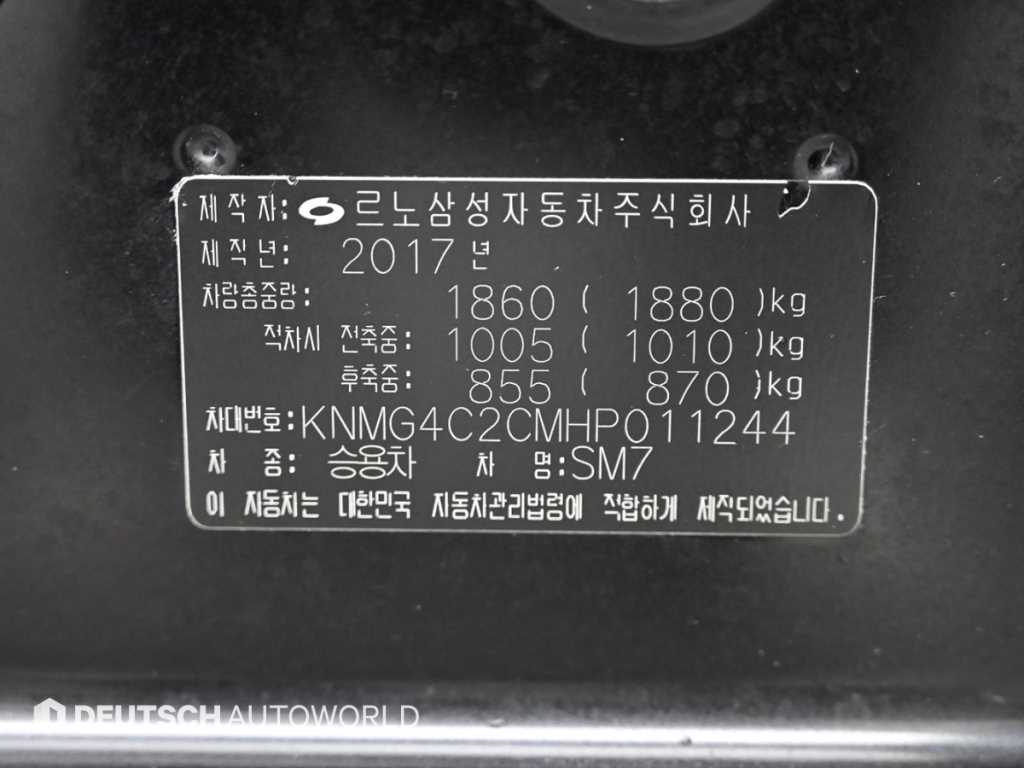 제작자: 르노삼성자동차주식회사
제작년: 2017년
차량총중량: 1860 ( 1880 )kg
적차시 전축중: 1005 ( 1010 )kg
후축중: 855 ( 870 )kg
차대번호: KNMG4C2CMHP011244
차 종: 승용차 차 명: SM7
이 자동차는 대한민국 자동차관리법령에 적합하게 제작되었습니다.
DEUTSCH AUTOWORLD